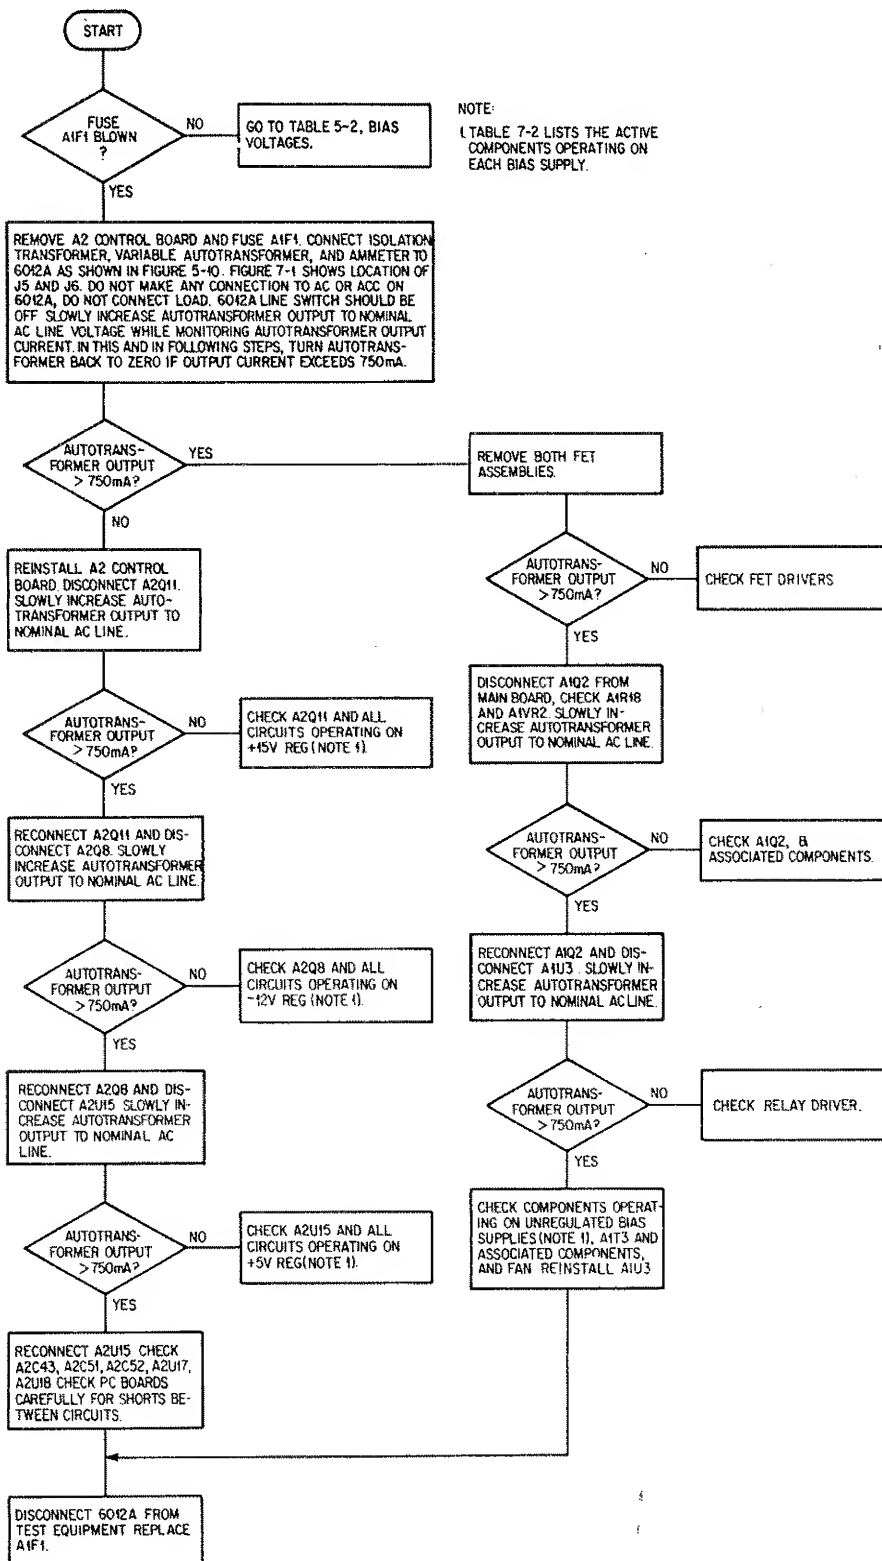 START
FUSE
A1F1 BLOWN
?
NO
GO TO TABLE 5-2, BIAS
VOLTAGES.
NOTE:
1. TABLE 7-2 LISTS THE ACTIVE
COMPONENTS OPERATING ON
EACH BIAS SUPPLY.
YES
REMOVE A2 CONTROL BOARD AND FUSE A1F1. CONNECT ISOLATION
TRANSFORMER, VARIABLE AUTOTRANSFORMER, AND AMMETER TO
6012A AS SHOWN IN FIGURE 5-10. FIGURE 7-1 SHOWS LOCATION OF
J5 AND J6. DO NOT MAKE ANY CONNECTION TO AC OR ACC ON
6012A, DO NOT CONNECT LOAD. 6012A LINE SWITCH SHOULD BE
OFF SLOWLY INCREASE AUTOTRANSFORMER OUTPUT TO NOMINAL
AC LINE VOLTAGE WHILE MONITORING AUTOTRANSFORMER OUTPUT
CURRENT. IN THIS AND IN FOLLOWING STEPS, TURN AUTOTRANS-
FORMER BACK TO ZERO IF OUTPUT CURRENT EXCEEDS 750mA.
AUTOTRANS-
FORMER OUTPUT
> 750mA?
YES
REMOVE BOTH FET
ASSEMBLIES.
NO
REINSTALL A2 CONTROL
BOARD. DISCONNECT A2Q11.
SLOWLY INCREASE AUTO-
TRANSFORMER OUTPUT TO
NOMINAL AC LINE.
AUTOTRANS-
FORMER OUTPUT
>750mA?
NO
CHECK FET DRIVERS
YES
DISCONNECT A1Q2 FROM
MAIN BOARD, CHECK A1R18
AND A1VR2. SLOWLY IN-
CREASE AUTOTRANSFORMER
OUTPUT TO NOMINAL AC LINE.
AUTOTRANS-
FORMER OUTPUT
> 750mA?
NO
CHECK A2Q11 AND ALL
CIRCUITS OPERATING ON
+15V REG (NOTE 1).
YES
RECONNECT A2Q11 AND DIS-
CONNECT A2Q8. SLOWLY
INCREASE AUTOTRANSFORMER
OUTPUT TO NOMINAL AC LINE.
AUTOTRANS-
FORMER OUTPUT
>750mA?
NO
CHECK A1Q2, &
ASSOCIATED COMPONENTS.
YES
RECONNECT A1Q2 AND DIS-
CONNECT A1U3. SLOWLY IN-
CREASE AUTOTRANSFORMER
OUTPUT TO NOMINAL AC LINE.
AUTOTRANS-
FORMER OUTPUT
>750mA?
NO
CHECK A2Q8 AND ALL
CIRCUITS OPERATING ON
-12V REG (NOTE 1).
YES
RECONNECT A2Q8 AND DIS-
CONNECT A2U15 SLOWLY IN-
CREASE AUTOTRANSFORMER
OUTPUT TO NOMINAL AC
LINE.
AUTOTRANS-
FORMER OUTPUT
>750mA?
NO
CHECK RELAY DRIVER.
YES
CHECK COMPONENTS OPERAT-
ING ON UNREGULATED BIAS
SUPPLIES (NOTE 1), A1T3 AND
ASSOCIATED COMPONENTS,
AND FAN REINSTALL A1U3
AUTOTRANS-
FORMER OUTPUT
>750mA?
NO
CHECK A2U15 AND ALL
CIRCUITS OPERATING ON
+5V REG(NOTE 1).
YES
RECONNECT A2U15 CHECK
A2C43, A2C51, A2C52, A2U17,
A2U18 CHECK PC BOARDS
CAREFULLY FOR SHORTS BE-
TWEEN CIRCUITS.
DISCONNECT 6012A FROM
TEST EQUIPMENT REPLACE
A1F1.